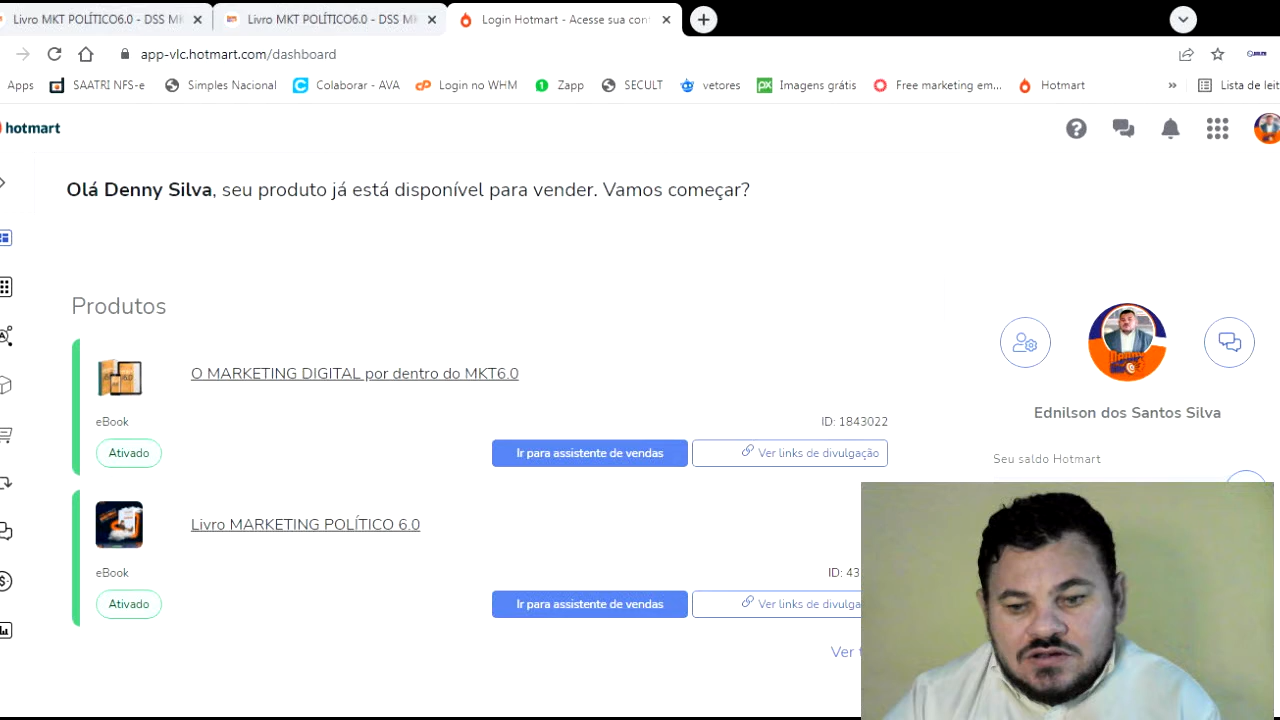 Livro MKT POLÍTICO6.0 - DSS MK
Livro MKT POLÍTICO6.0 - DSS MK
Login Hotmart - Acesse sua con
app-vlc.hotmart.com/dashboard
Apps
SAATRI NFS-e
Simples Nacional
Colaborar - AVA
Login no WHM
Zapp
SECULT
vetores
Imagens grátis
Free marketing em...
Hotmart
»
Lista de leit
hotmart
Olá Denny Silva, seu produto já está disponível para vender. Vamos começar?
Produtos
O MARKETING DIGITAL por dentro do MKT6.0
eBook
ID: 1843022
Ativado
Ir para assistente de vendas
Ver links de divulgação
Livro MARKETING POLÍTICO 6.0
eBook
ID: 43
Ativado
Ir para assistente de vendas
Ver links de divulga
Ver
Ednilson dos Santos Silva
Seu saldo Hotmart